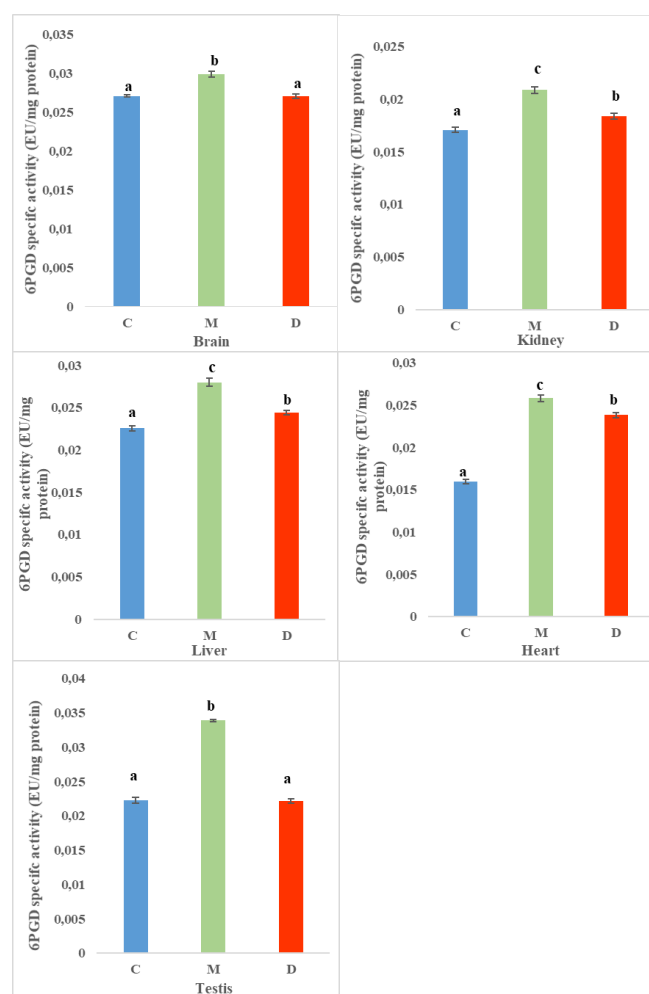 6PGD specifc activity (EU/mg protein)
0,035
0,03
0,025
0,02
0,015
0,01
0,005
0
a
b
a
C M D
Brain
6PGD specifc activity (EU/mg protein)
0,025
0,02
0,015
0,01
0,005
0
a
c
b
C M D
Kidney
6PGD specifc activity (EU/mg
protein)
0,03
0,025
0,02
0,015
0,01
0,005
0
a
c
b
C M D
Liver
6PGD specifc activity (EU/mg
protein)
0,03
0,025
0,02
0,015
0,01
0,005
0
a
c
b
C M D
Heart
6PGD specifc activity (EU/mg protein)
0,04
0,035
0,03
0,025
0,02
0,015
0,01
0,005
0
a
b
a
C M D
Testis